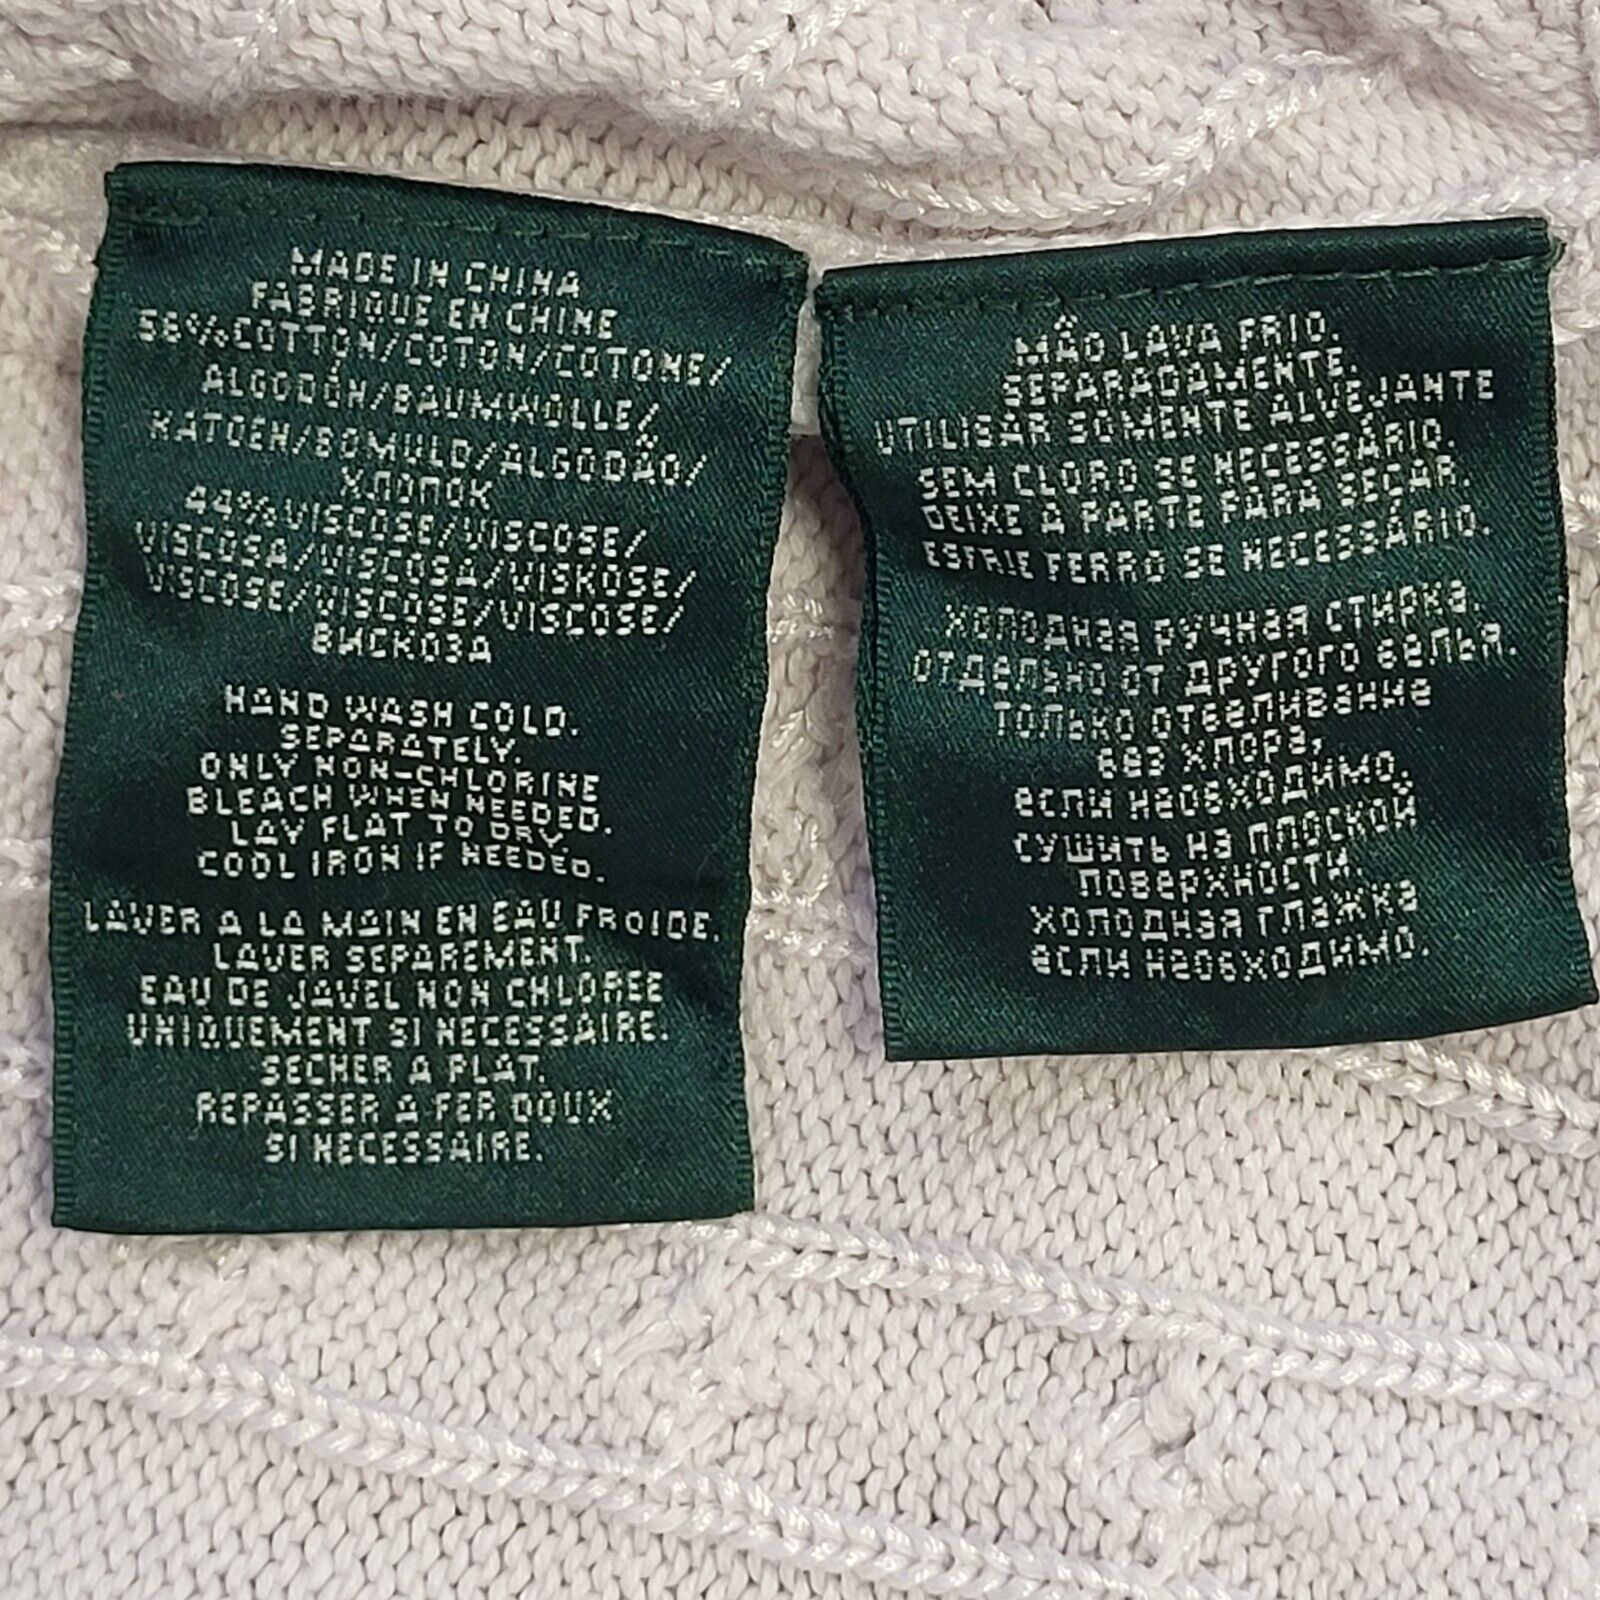 MADE IN CHINA
FABRIQUE EN CHINE
56%COTTON/COTON/COTONE/
ALGODÓN/BAUMWOLLE/
KATOEN/BOMULD/ALGODÃO/
ХЛОПОК
44%VISCOSE/VISCOSE/
VISCOSA/VISCOSA/VISKOSE/
VISCOSE/VISCOSE/VISCOSE/
ВИСКОЗА
HAND WASH COLD.
SEPARATELY.
ONLY NON-CHLORINE
BLEACH WHEN NEEDED.
LAY FLAT TO DRY.
COOL IRON IF NEEDED.
LAVER A LA MAIN EN EAU FROIDE.
LAVER SEPAREMENT.
EAU DE JAVEL NON CHLOREE
UNIQUEMENT SI NECESSAIRE.
SECHER A PLAT.
REPASSER A FER DOUX
SI NECESSAIRE.
MÃO LAVA FRIO.
SEPARADAMENTE.
UTILISAR SOMENTE ALVEJANTE
SEM CLORO SE NECESSÁRIO.
DEIXE A PARTE PARA SECAR.
ESFRIE FERRO SE NECESSÁRIO.
ХОЛОДНАЯ РУЧНАЯ СТИРКА.
ОТДЕЛЬНО ОТ ДРУГОГО БЕЛЬЯ.
ТОЛЬКО ОТБЕЛИВАНИЕ
БЕЗ ХЛОРА,
ЕСЛИ НЕОБХОДИМО.
СУШИТЬ НА ПЛОСКОЙ
ПОВЕРХНОСТИ.
ХОЛОДНАЯ ГЛАЖКА
ЕСЛИ НЕОБХОДИМО.